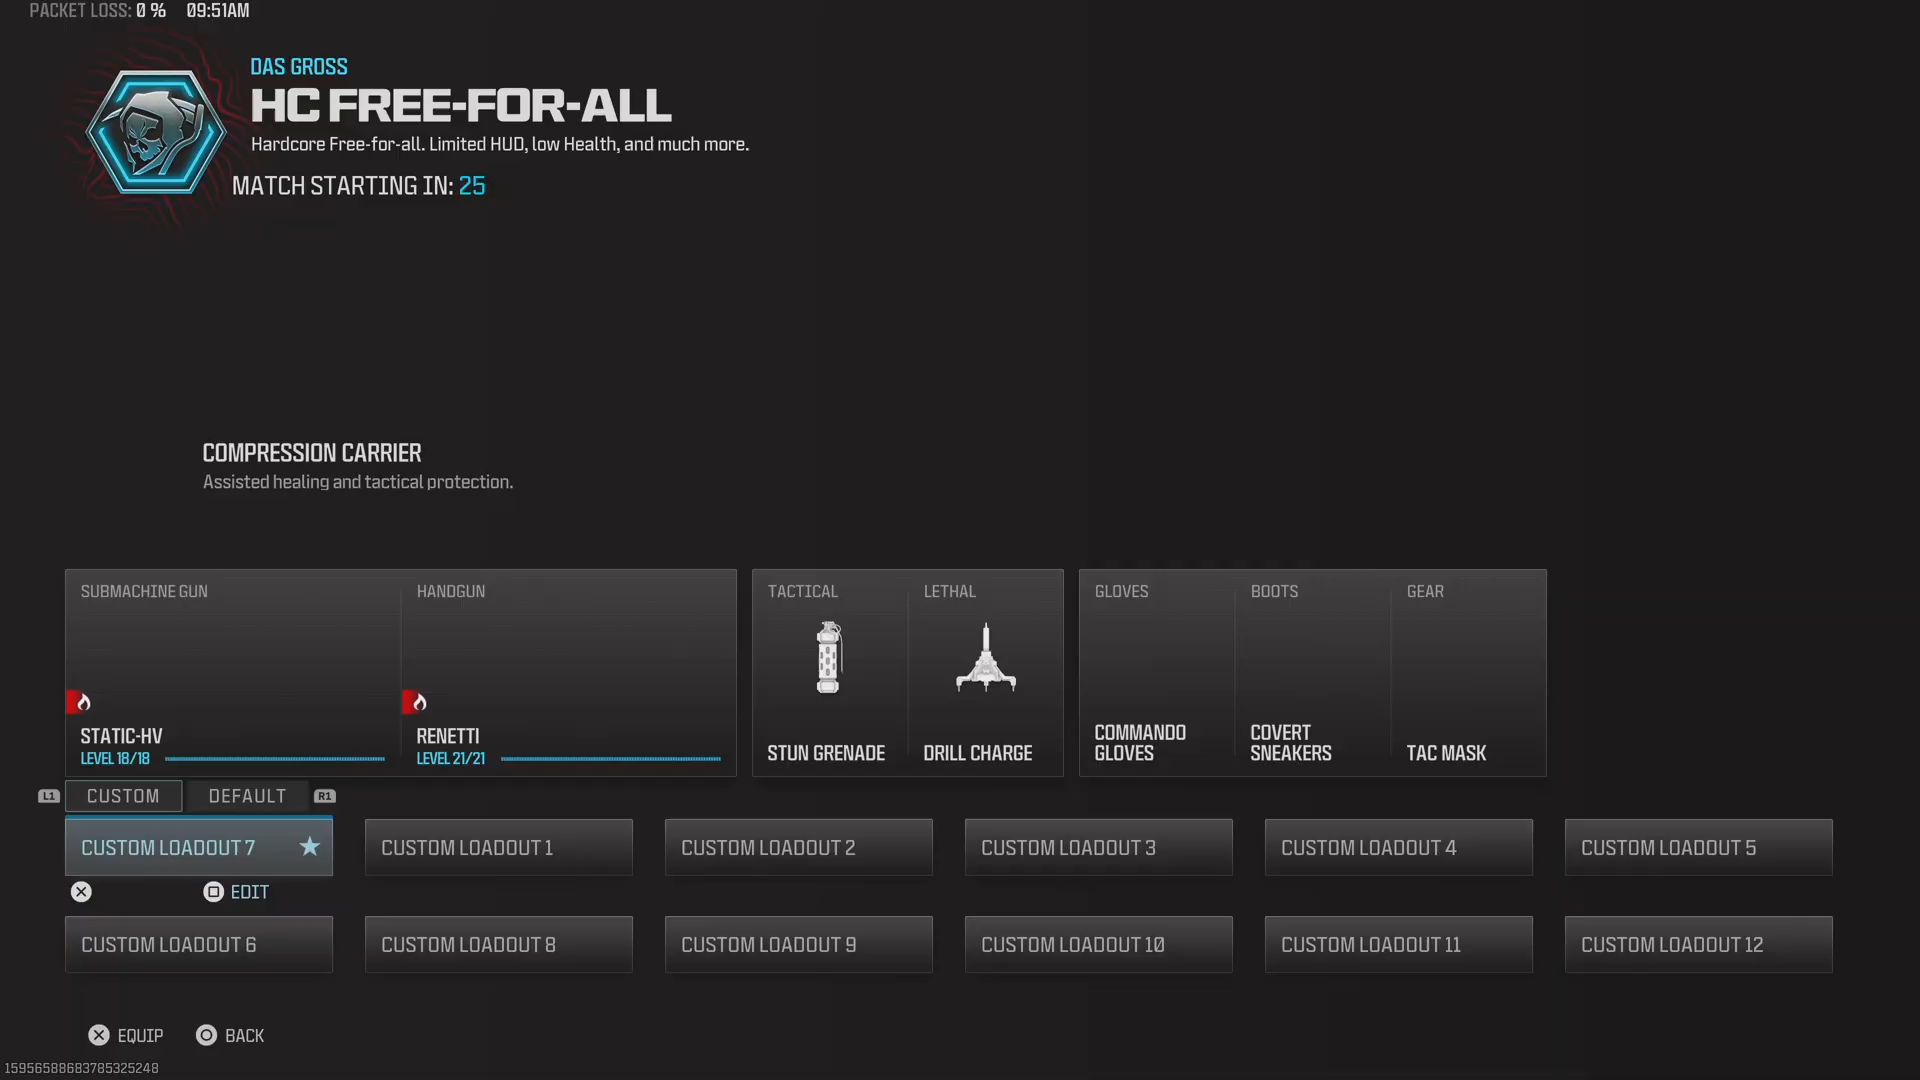 PACKET LOSS: 0 % 09:51AM
DAS GROSS
HC FREE-FOR-ALL
Hardcore Free-for-all. Limited HUD, low Health, and much more.
MATCH STARTING IN: 25
COMPRESSION CARRIER
Assisted healing and tactical protection.
SUBMACHINE GUN
STATIC-HV
LEVEL 18/18
HANDGUN
RENETTI
LEVEL 21/21
TACTICAL
STUN GRENADE
LETHAL
DRILL CHARGE
GLOVES
COMMANDO
GLOVES
BOOTS
COVERT
SNEAKERS
GEAR
TAC MASK
L1 CUSTOM DEFAULT R1
CUSTOM LOADOUT 7
CUSTOM LOADOUT 1
CUSTOM LOADOUT 2
CUSTOM LOADOUT 3
CUSTOM LOADOUT 4
CUSTOM LOADOUT 5
EDIT
CUSTOM LOADOUT 6
CUSTOM LOADOUT 8
CUSTOM LOADOUT 9
CUSTOM LOADOUT 10
CUSTOM LOADOUT 11
CUSTOM LOADOUT 12
EQUIP BACK
15956588683785325248